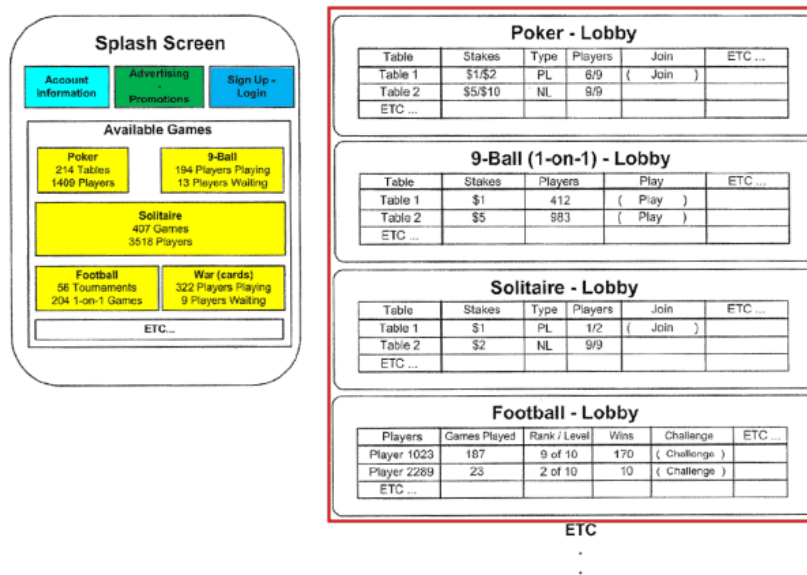 Splash Screen
Account Information
Advertising - Promotions
Sign Up - Login
Available Games
Poker
214 Tables
1409 Players
9-Ball
194 Players Playing
13 Players Waiting
Solitaire
407 Games
3518 Players
Football
56 Tournaments
204 1-on-1 Games
War (cards)
322 Players Playing
9 Players Waiting
ETC...
Poker - Lobby
Table Stakes Type Players Join ETC ...
Table 1 $1/$2 PL 6/9 ( Join )
Table 2 $5/$10 NL 9/9
ETC ...
9-Ball (1-on-1) - Lobby
Table Stakes Players Play ETC ...
Table 1 $1 412 ( Play )
Table 2 $5 983 ( Play )
ETC ...
Solitaire - Lobby
Table Stakes Type Players Join ETC ...
Table 1 $1 PL 1/2 ( Join )
Table 2 $2 NL 9/9
ETC ...
Football - Lobby
Players Games Played Rank / Level Wins Challenge ETC ...
Player 1023 187 9 of 10 170 ( Challenge )
Player 2289 23 2 of 10 10 ( Challenge )
ETC ...
ETC
.
.